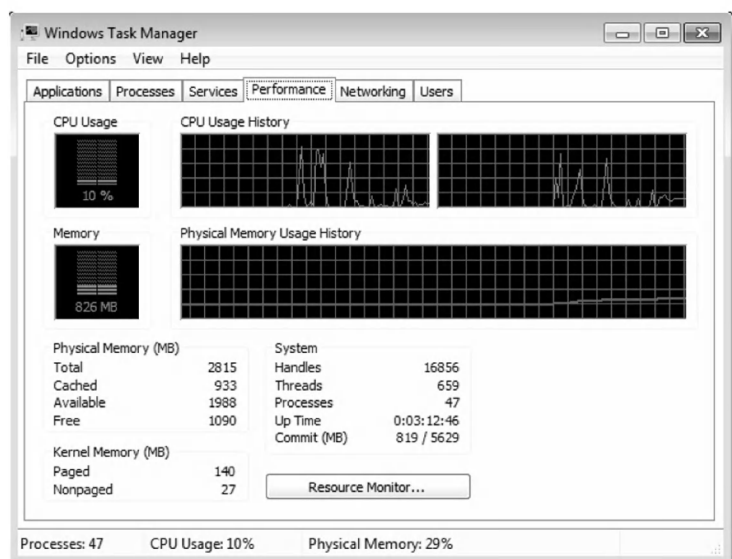 Windows Task Manager
File Options View Help
Applications Processes Services Performance Networking Users
CPU Usage
10 %
CPU Usage History
Memory
826 MB
Physical Memory Usage History
Physical Memory (MB)
Total 2815
Cached 933
Available 1988
Free 1090
Kernel Memory (MB)
Paged 140
Nonpaged 27
System
Handles 16856
Threads 659
Processes 47
Up Time 0:03:12:46
Commit (MB) 819 / 5629
Resource Monitor...
Processes: 47 CPU Usage: 10% Physical Memory: 29%